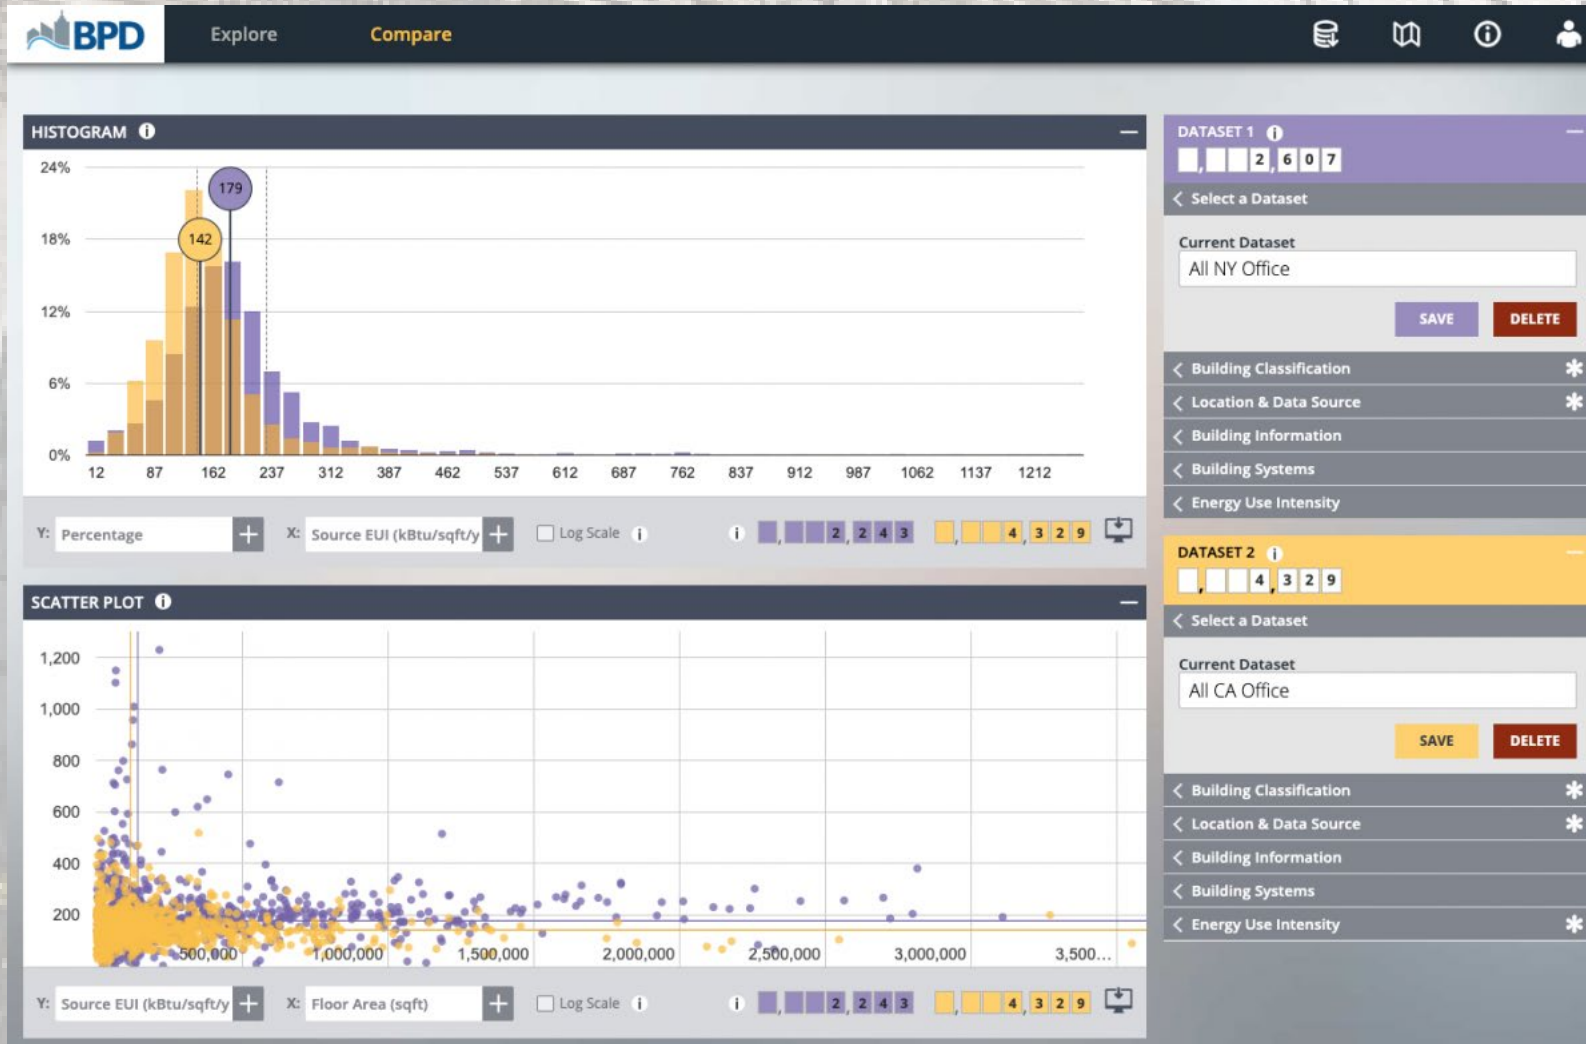 BPD Explore Compare
HISTOGRAM i
24%
18%
12%
6%
0%
179
142
12 87 162 237 312 387 462 537 612 687 762 837 912 987 1062 1137 1212
Y: Percentage + X: Source EUI (kBtu/sqft/y + Log Scale i i , 2,243 , 4,329
SCATTER PLOT i
1,200
1,000
800
600
400
200
500,000 1,000,000 1,500,000 2,000,000 2,500,000 3,000,000 3,500...
Y: Source EUI (kBtu/sqft/y + X: Floor Area (sqft) + Log Scale i i , 2,243 , 4,329
DATASET 1 i
, 2,607
< Select a Dataset
Current Dataset
All NY Office
SAVE DELETE
< Building Classification *
< Location & Data Source *
< Building Information
< Building Systems
< Energy Use Intensity
DATASET 2 i
, 4,329
< Select a Dataset
Current Dataset
All CA Office
SAVE DELETE
< Building Classification *
< Location & Data Source *
< Building Information
< Building Systems
< Energy Use Intensity *